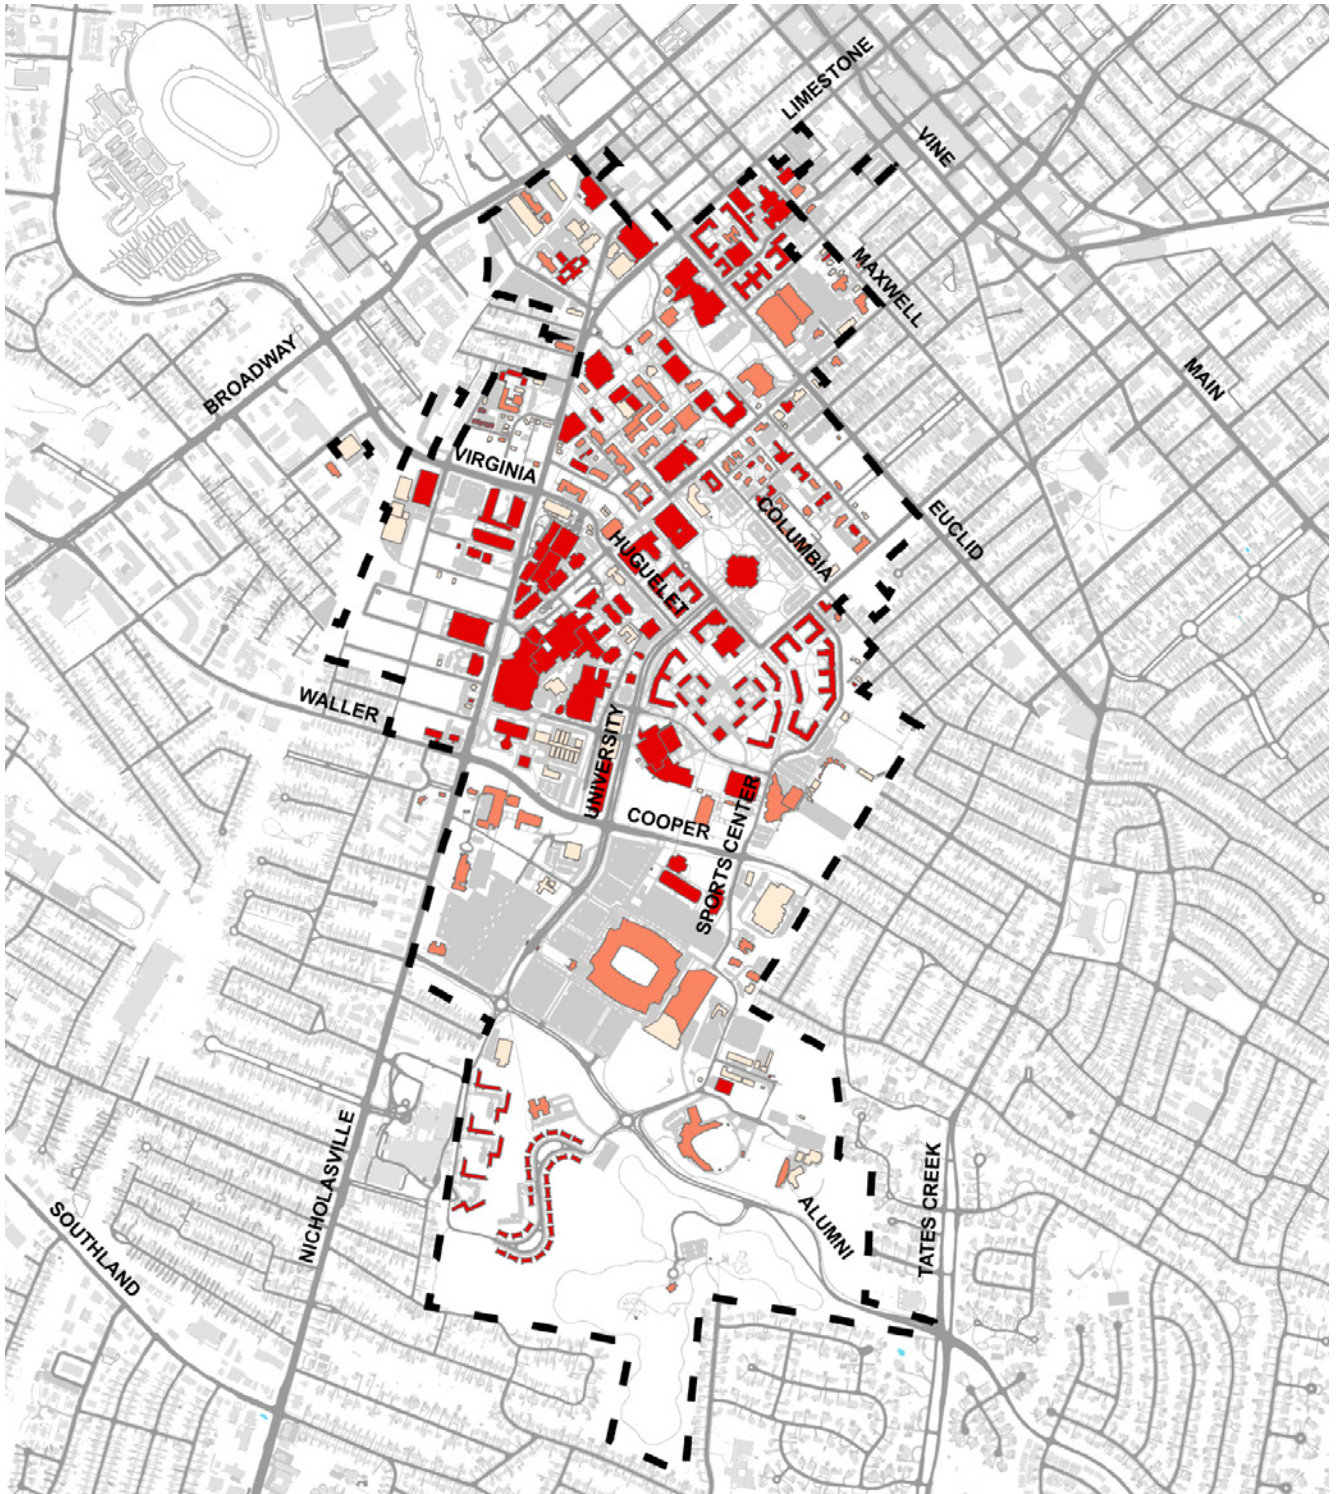 LIMESTONE
VINE
MAXWELL
BROADWAY
MAIN
VIRGINIA
COLUMBIA
EUCLID
HUGUELET
WALLER
UNIVERSITY
COOPER
SPORTS CENTER
NICHOLASVILLE
TATES CREEK
ALUMNI
SOUTHLAND